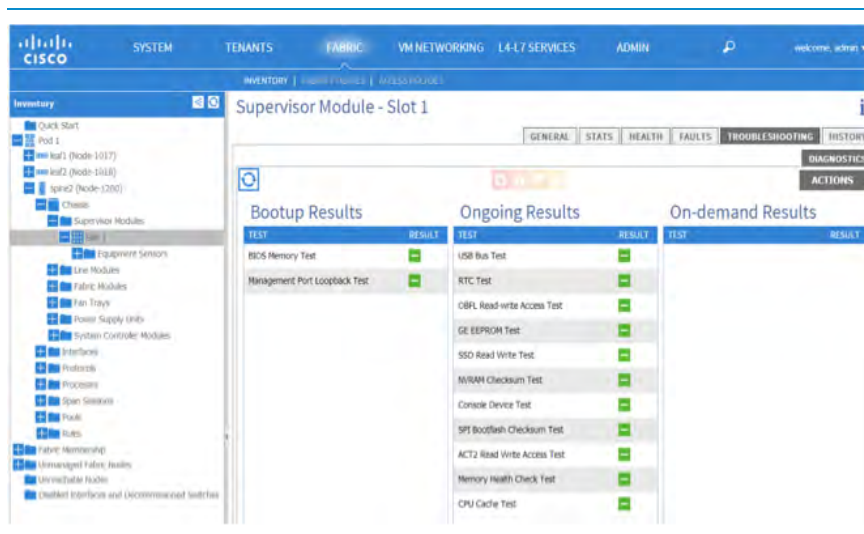 CISCO
SYSTEM
TENANTS
FABRIC
VM NETWORKING
L4-L7 SERVICES
ADMIN
welcome, admin
INVENTORY | FABRIC POLICIES | ACCESS POLICIES
Inventory
Quick Start
Pod 1
leaf1 (Node-1017)
leaf2 (Node-1018)
spine2 (Node-1200)
Chassis
Supervisor Modules
Slot 1
Equipment Sensors
Line Modules
Fabric Modules
Fan Trays
Power Supply Units
System Controller Modules
Interfaces
Protocols
Processes
Span Sessions
Pools
Rules
Fabric Membership
Unmanaged Fabric Nodes
Unreachable Nodes
Disabled Interfaces and Decommissioned Switches
Supervisor Module - Slot 1
i
GENERAL
STATS
HEALTH
FAULTS
TROUBLESHOOTING
HISTORY
DIAGNOSTICS
ACTIONS
Bootup Results
TEST RESULT
BIOS Memory Test
Management Port Loopback Test
Ongoing Results
TEST RESULT
USB Bus Test
RTC Test
OBFL Read-write Access Test
GE EEPROM Test
SSD Read Write Test
NVRAM Checksum Test
Console Device Test
SPI Bootflash Checksum Test
ACT2 Read Write Access Test
Memory Health Check Test
CPU Cache Test
On-demand Results
TEST RESULT